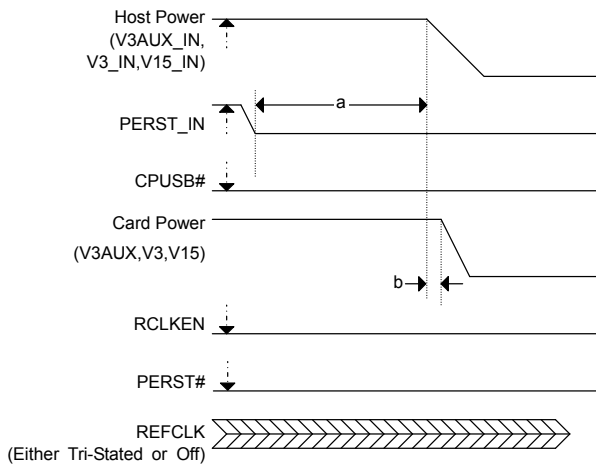 Host Power
(V3AUX_IN,
V3_IN,V15_IN)
a
PERST_IN
CPUSB#
Card Power
(V3AUX,V3,V15)
b
RCLKEN
PERST#
REFCLK
(Either Tri-Stated or Off)